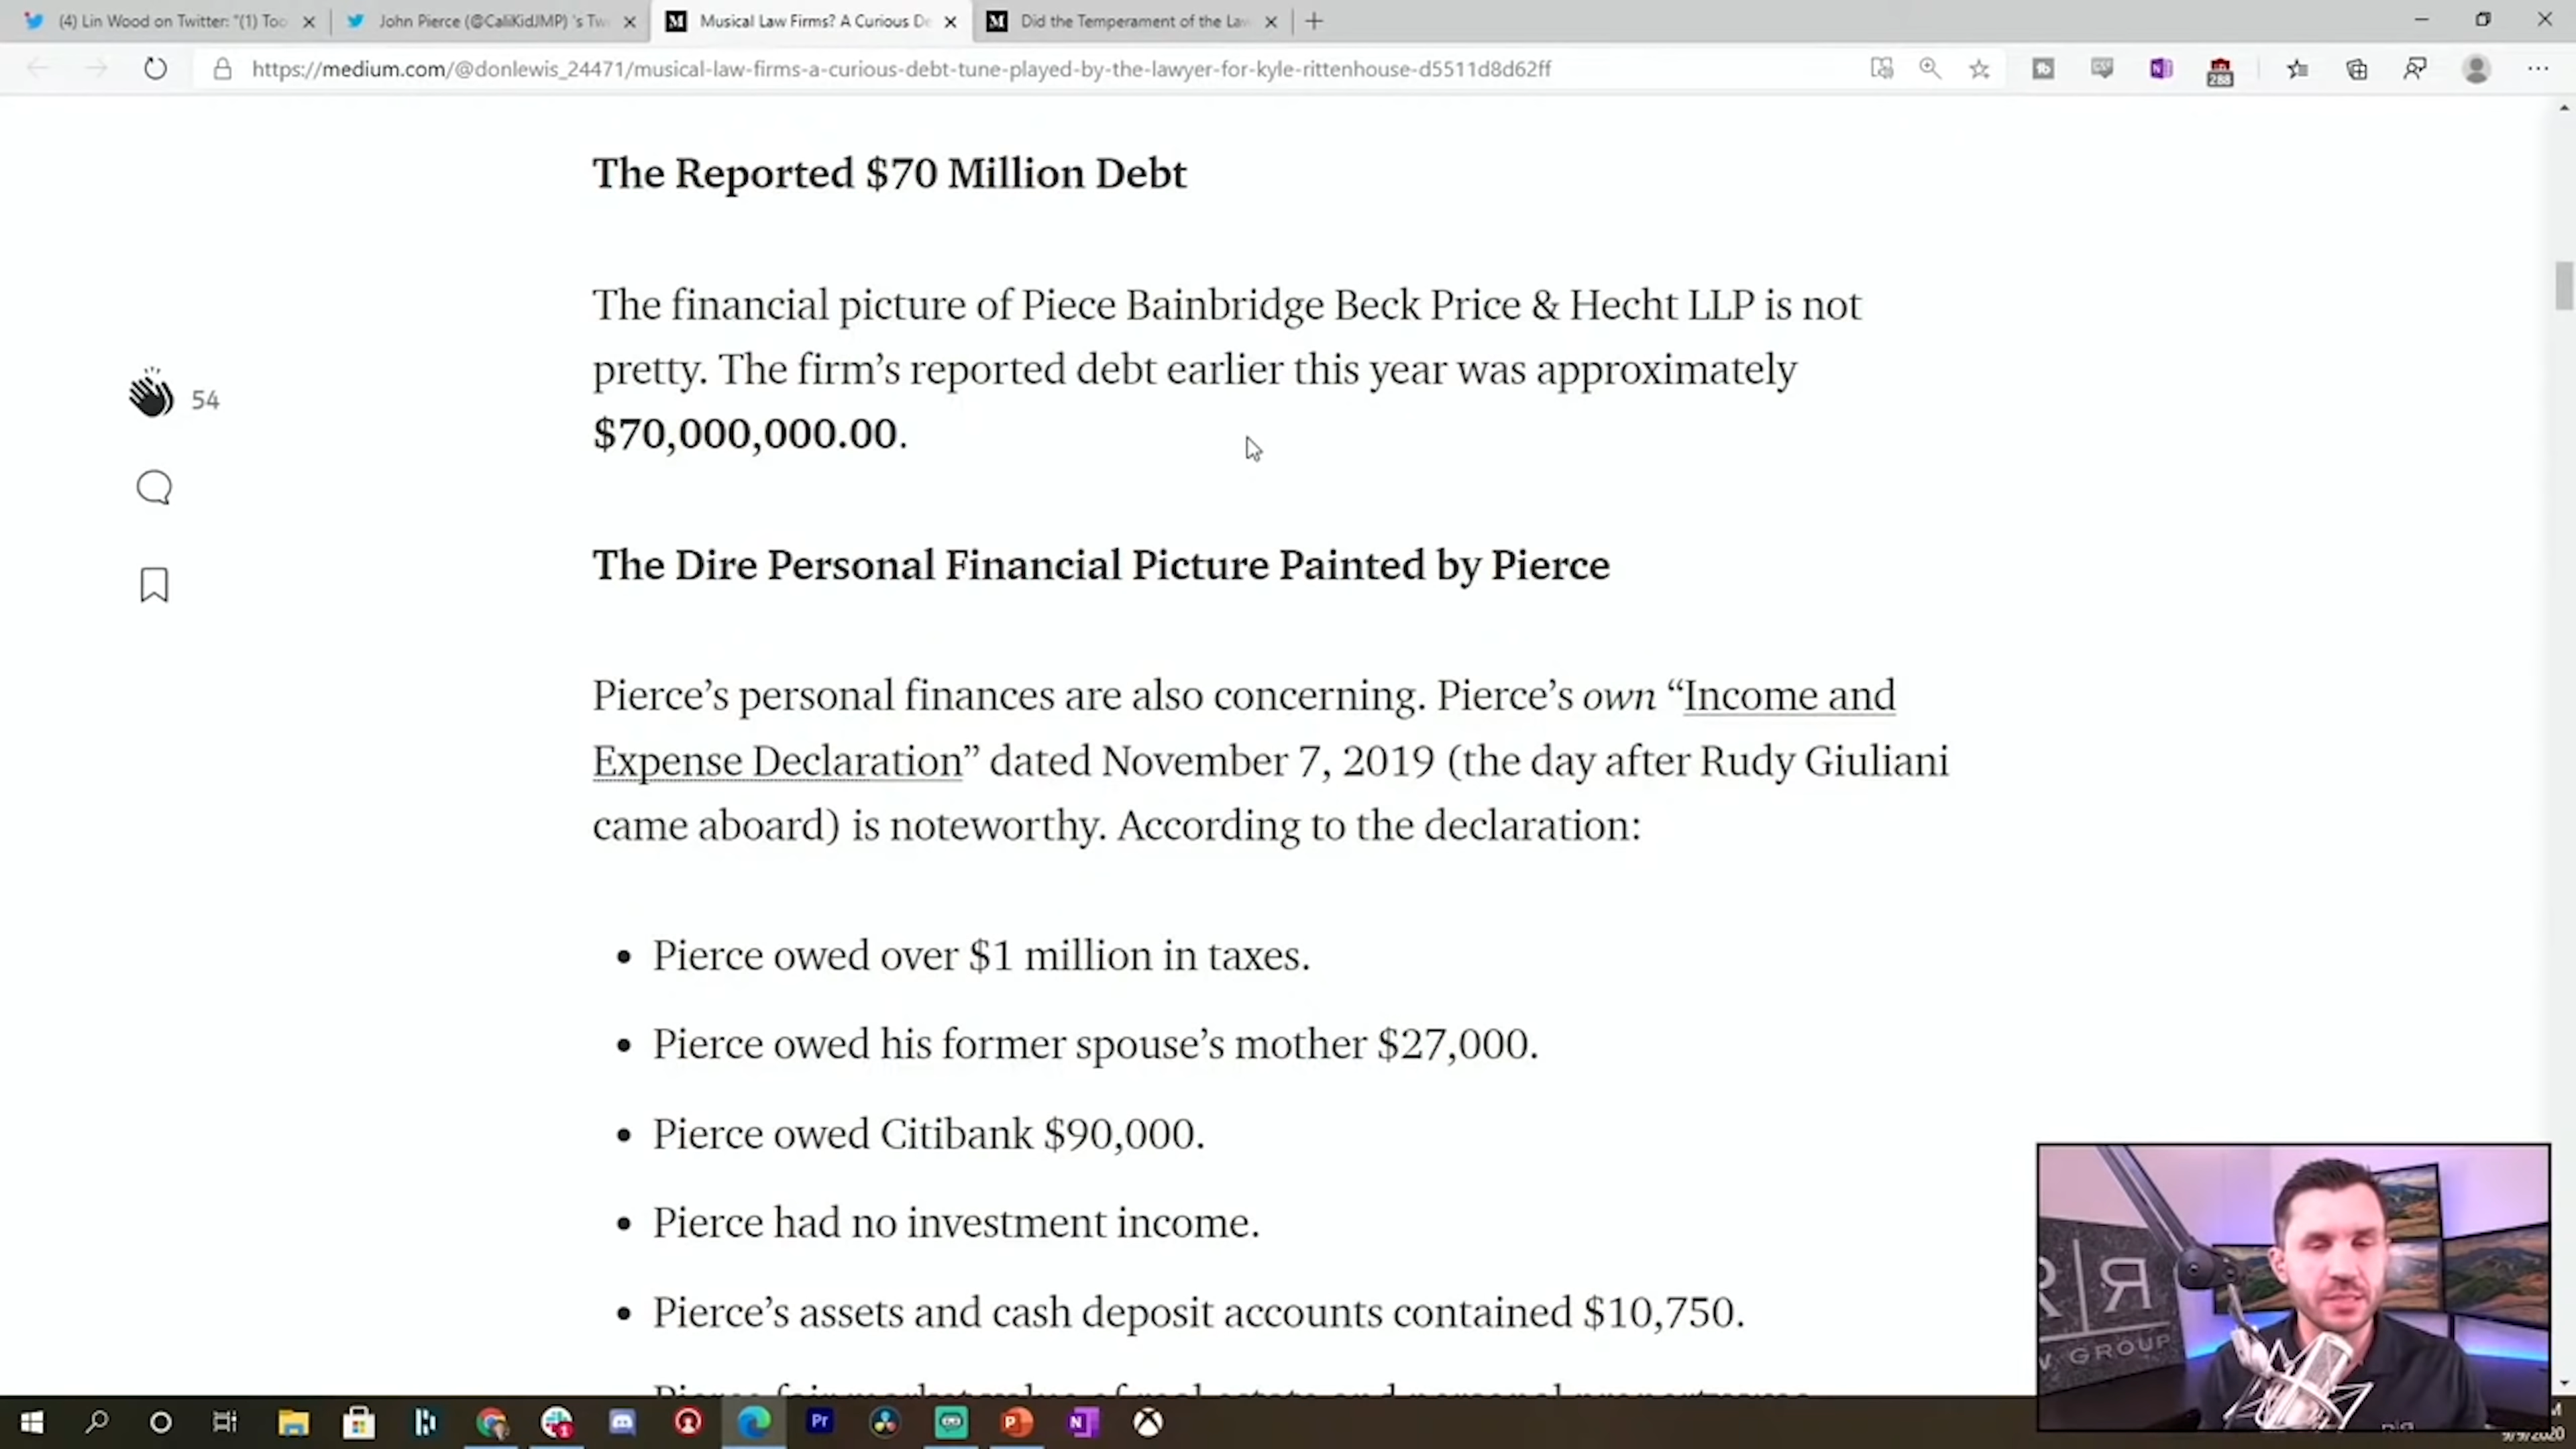 (4) Lin Wood on Twitter: "(1) Too
John Pierce (@CaliKidJMP) 's Tw
Musical Law Firms? A Curious De
Did the Temperament of the Law
https://medium.com/@donlewis_24471/musical-law-firms-a-curious-debt-tune-played-by-the-lawyer-for-kyle-rittenhouse-d5511d8d62ff
288
The Reported $70 Million Debt
The financial picture of Piece Bainbridge Beck Price & Hecht LLP is not
pretty. The firm's reported debt earlier this year was approximately
$70,000,000.00.
54
The Dire Personal Financial Picture Painted by Pierce
Pierce's personal finances are also concerning. Pierce's own "Income and
Expense Declaration" dated November 7, 2019 (the day after Rudy Giuliani
came aboard) is noteworthy. According to the declaration:
• Pierce owed over $1 million in taxes.
• Pierce owed his former spouse's mother $27,000.
• Pierce owed Citibank $90,000.
• Pierce had no investment income.
• Pierce's assets and cash deposit accounts contained $10,750.
R|R
GROUP
Pr
9/9/2020